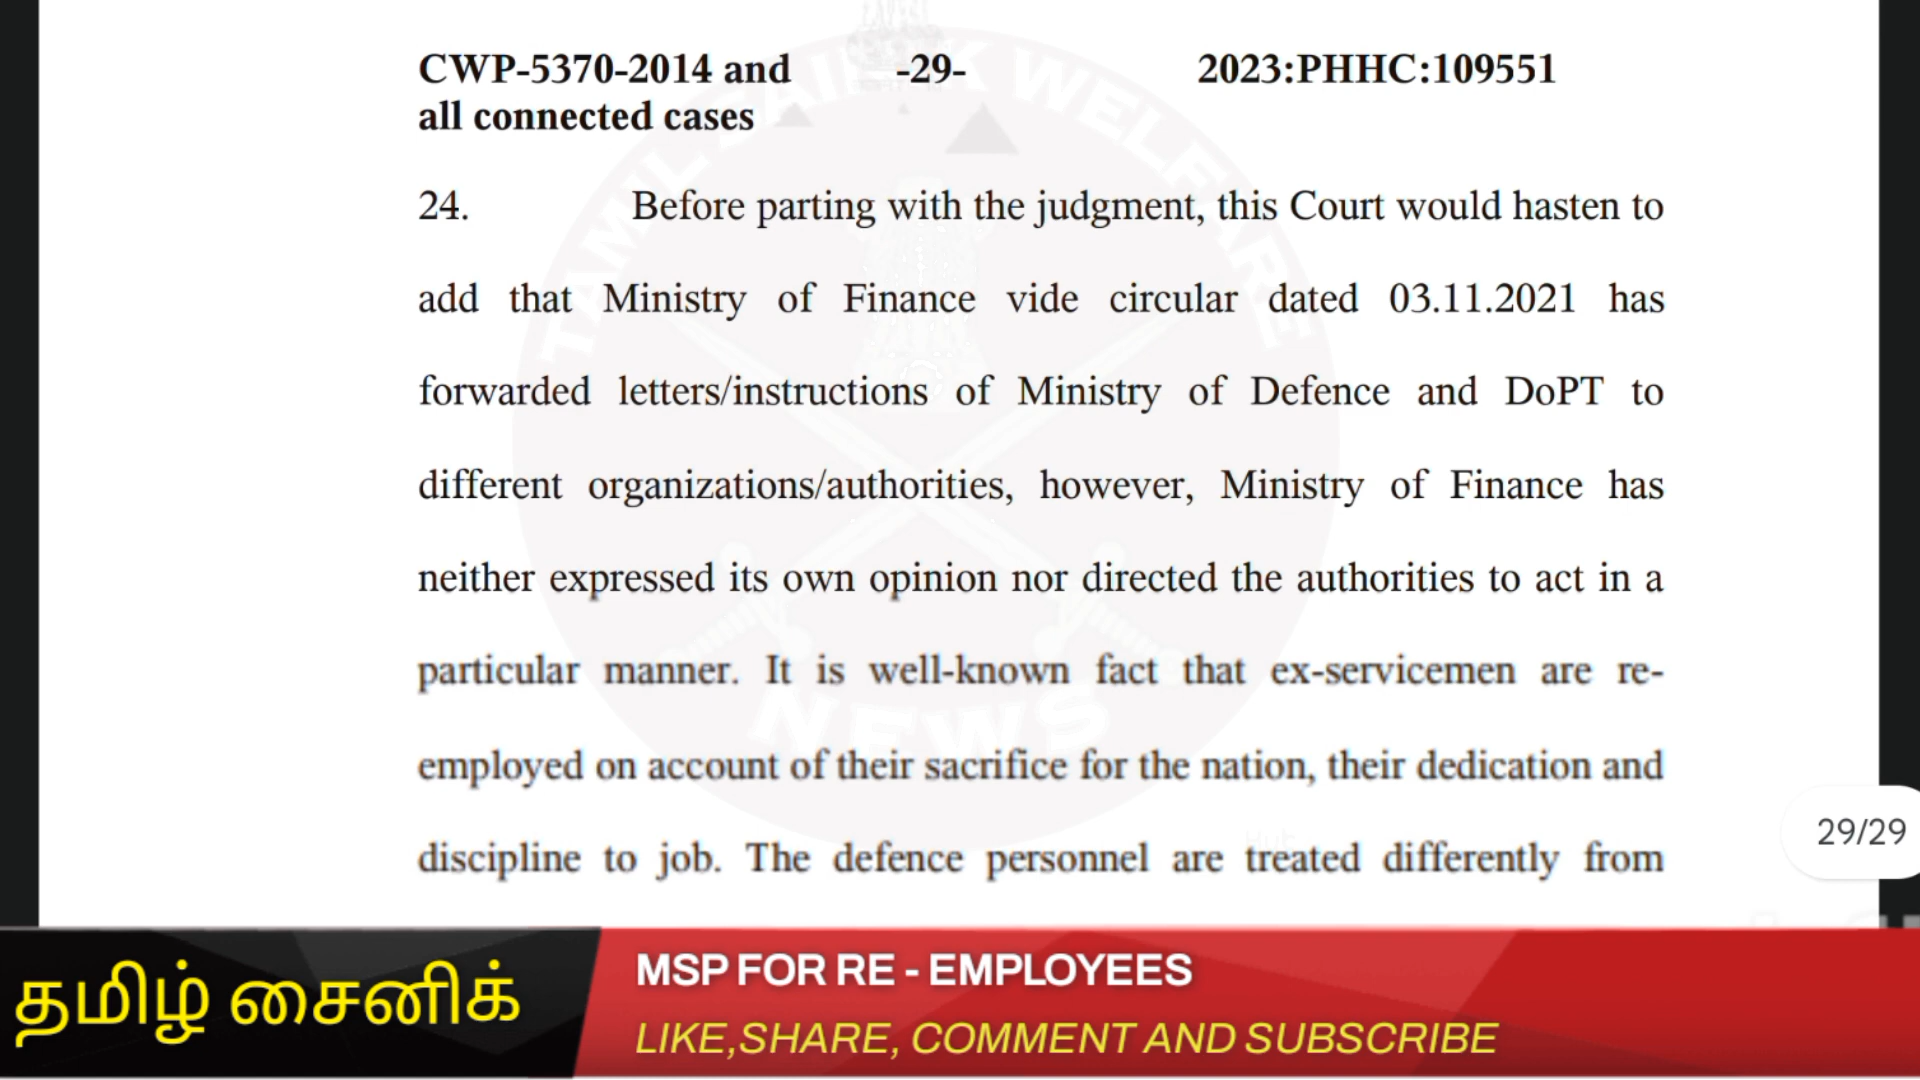 CWP-5370-2014 and -29- 2023:PHHC:109551
all connected cases
TAMIL SAINIK WELFARE
NEWS
24. Before parting with the judgment, this Court would hasten to
add that Ministry of Finance vide circular dated 03.11.2021 has
forwarded letters/instructions of Ministry of Defence and DoPT to
different organizations/authorities, however, Ministry of Finance has
neither expressed its own opinion nor directed the authorities to act in a
particular manner. It is well-known fact that ex-servicemen are re-
employed on account of their sacrifice for the nation, their dedication and
discipline to job. The defence personnel are treated differently from
29/29
தமிழ் சைனிக்
MSP FOR RE - EMPLOYEES
LIKE,SHARE, COMMENT AND SUBSCRIBE